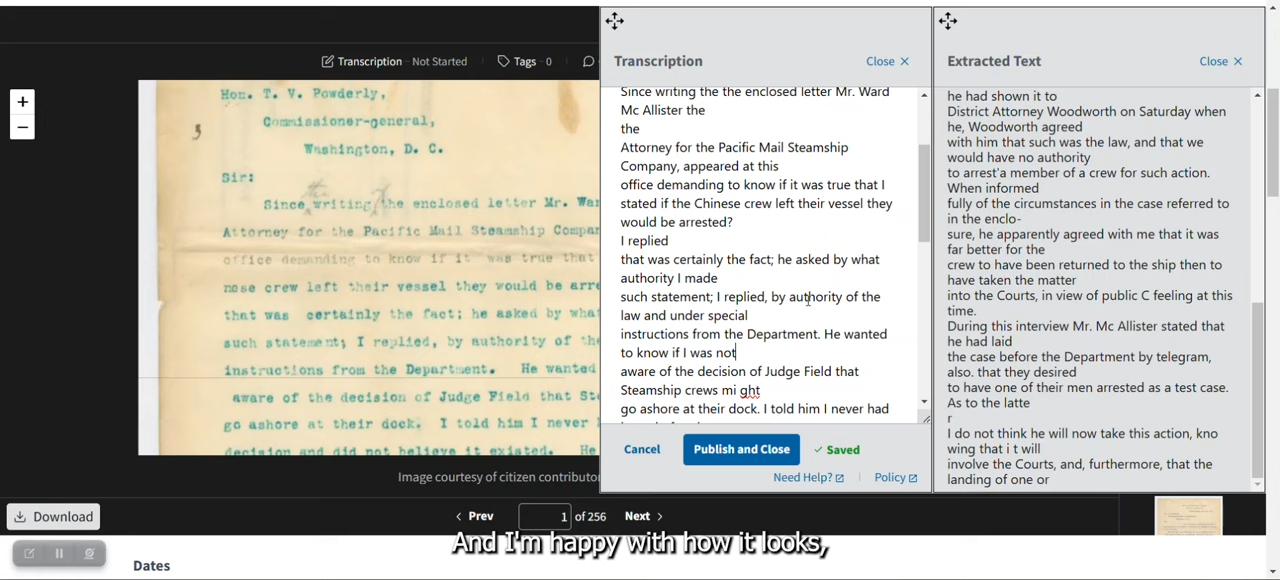 Transcription - Not Started
Tags - 0
Hon. T. V. Powderly,
Commissioner-general,
Washington, D. C.
3
Sir:
the
Since writing the enclosed letter Mr. War
Attorney for the Pacific Mail Steamship Compan
office demanding to know if it was true that
nese crew left their vessel they would be arre
that was certainly the fact; he asked by what
such statement; I replied, by authority of the
instructions from the Department. He wanted
aware of the decision of Judge Field that Ste
go ashore at their dock. I told him I never h
decision and did not believe it existed. He
Image courtesy of citizen contributo
Transcription
Close ×
Since writing the the enclosed letter Mr. Ward
Mc Allister the
the
Attorney for the Pacific Mail Steamship
Company, appeared at this
office demanding to know if it was true that I
stated if the Chinese crew left their vessel they
would be arrested?
I replied
that was certainly the fact; he asked by what
authority I made
such statement; I replied, by authority of the
law and under special
instructions from the Department. He wanted
to know if I was not
aware of the decision of Judge Field that
Steamship crews mi ght
go ashore at their dock. I told him I never had
Cancel
Publish and Close
Saved
Need Help?
Policy
Extracted Text
Close ×
he had shown it to
District Attorney Woodworth on Saturday when
he, Woodworth agreed
with him that such was the law, and that we
would have no authority
to arrest'a member of a crew for such action.
When informed
fully of the circumstances in the case referred to
in the enclo-
sure, he apparently agreed with me that it was
far better for the
crew to have been returned to the ship then to
have taken the matter
into the Courts, in view of public C feeling at this
time.
During this interview Mr. Mc Allister stated that
he had laid
the case before the Department by telegram,
also. that they desired
to have one of their men arrested as a test case.
As to the latte
r
I do not think he will now take this action, kno
wing that i t will
involve the Courts, and, furthermore, that the
landing of one or
Download
< Prev
1 of 256
Next >
And I'm happy with how it looks,
Dates